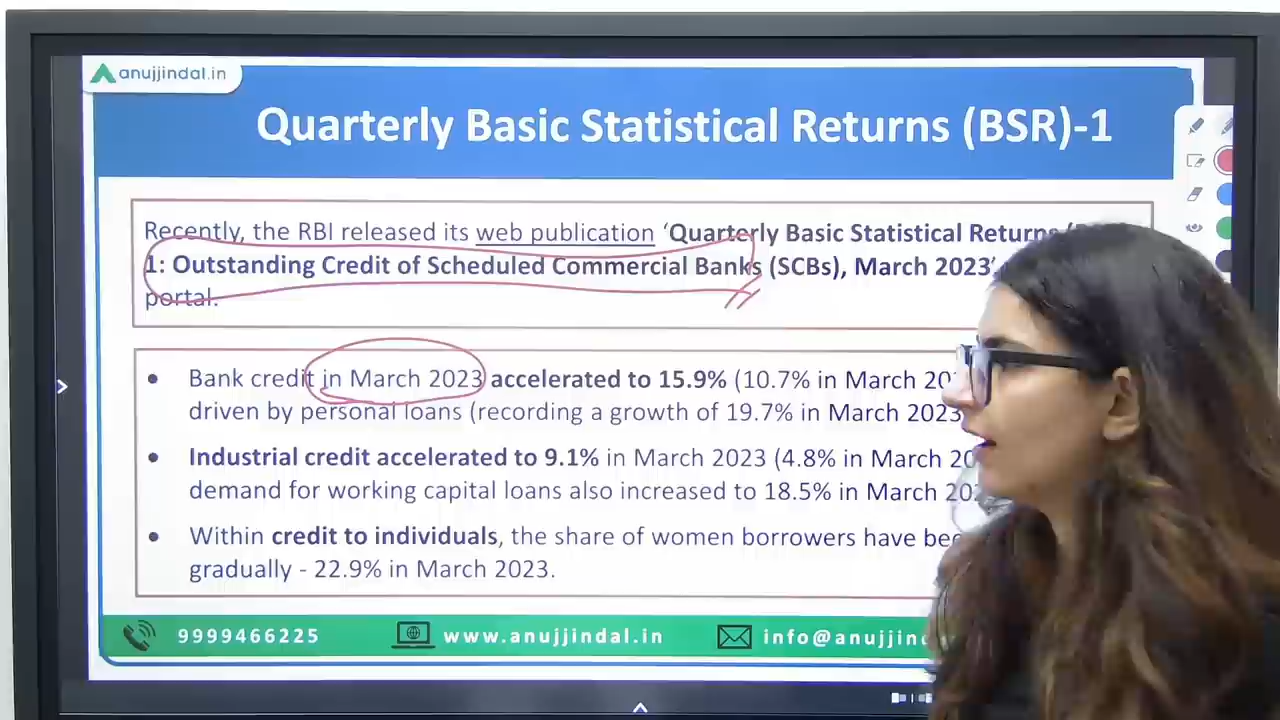 anujjindal.in
Quarterly Basic Statistical Returns (BSR)-1
Recently, the RBI released its web publication ‘Quarterly Basic Statistical Returns
1: Outstanding Credit of Scheduled Commercial Banks (SCBs), March 2023’,
portal.
• Bank credit in March 2023 accelerated to 15.9% (10.7% in March
driven by personal loans (recording a growth of 19.7% in March 2023
• Industrial credit accelerated to 9.1% in March 2023 (4.8% in March
demand for working capital loans also increased to 18.5% in March
• Within credit to individuals, the share of women borrowers have
gradually - 22.9% in March 2023.
9999466225 www.anujjindal.in